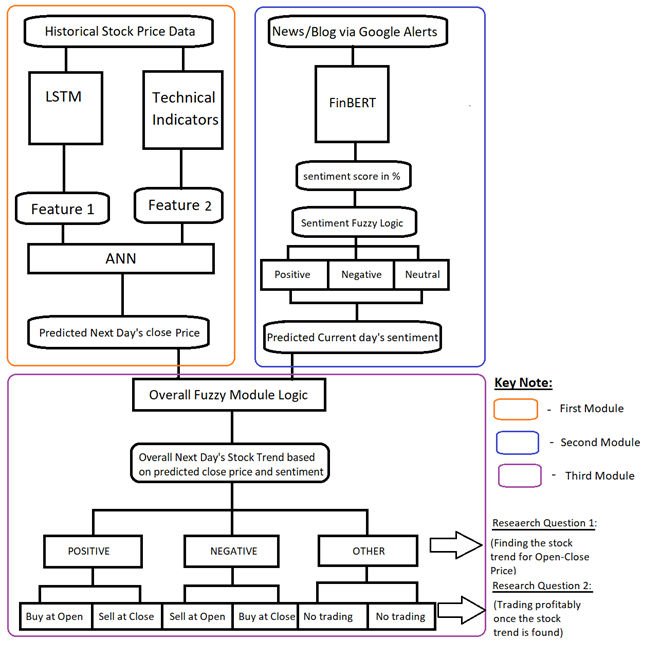 Historical Stock Price Data
LSTM
Technical
Indicators
Feature 1
Feature 2
ANN
Predicted Next Day's close Price
News/Blog via Google Alerts
FinBERT
sentiment score in %
Sentiment Fuzzy Logic
Positive
Negative
Neutral
Predicted Current day's sentiment
Overall Fuzzy Module Logic
Overall Next Day's Stock Trend based
on predicted close price and sentiment
POSITIVE
NEGATIVE
OTHER
Buy at Open
Sell at Close
Sell at Open
Buy at Close
No trading
No trading
Key Note:
- First Module
- Second Module
- Third Module
Reseaerch Question 1:
(Finding the stock
trend for Open-Close
Price)
Research Question 2:
(Trading profitably
once the stock
trend is found)